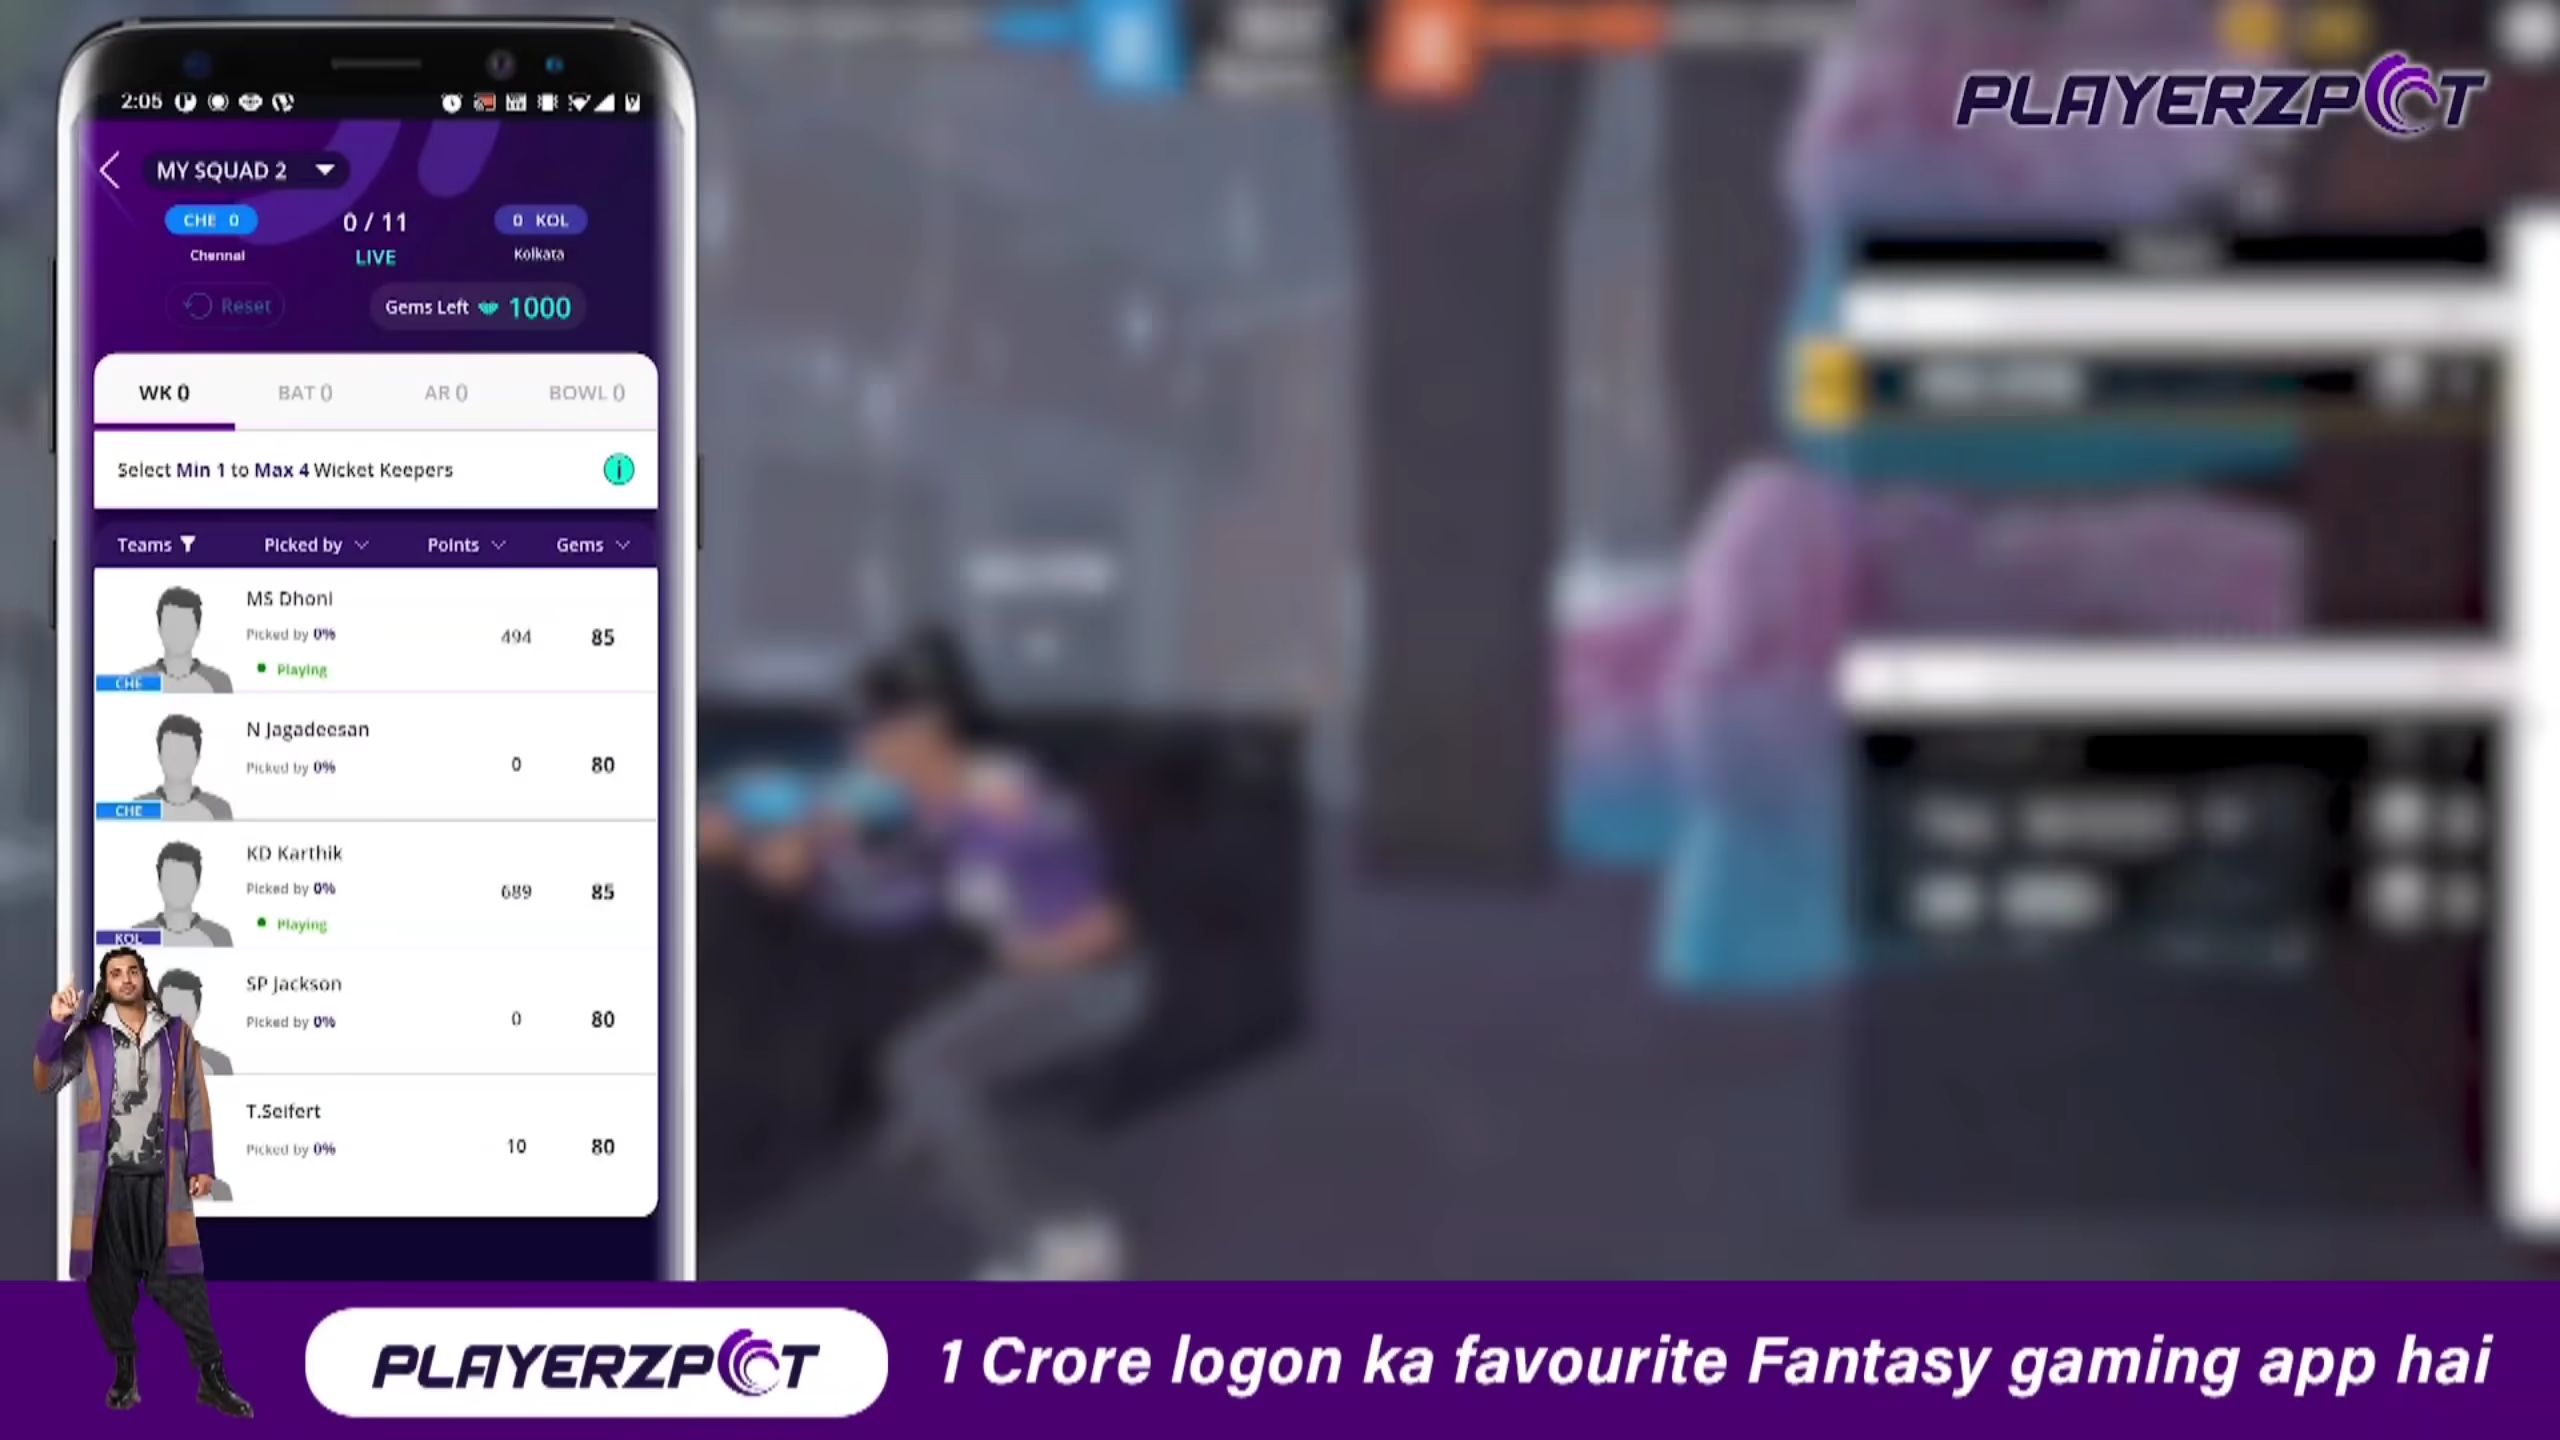 2:05
PLAYERZPOT
MY SQUAD 2
CHE 0
0 / 11
0 KOL
Chennai
LIVE
Kolkata
Reset
Gems Left 1000
WK 0
BAT 0
AR 0
BOWL 0
Select Min 1 to Max 4 Wicket Keepers
Teams
Picked by
Points
Gems
MS Dhoni
Picked by 0%
494
85
Playing
CHE
N Jagadeesan
Picked by 0%
0
80
CHE
KD Karthik
Picked by 0%
689
85
Playing
KOL
SP Jackson
Picked by 0%
0
80
T.Seifert
Picked by 0%
10
80
PLAYERZPOT
1 Crore logon ka favourite Fantasy gaming app hai